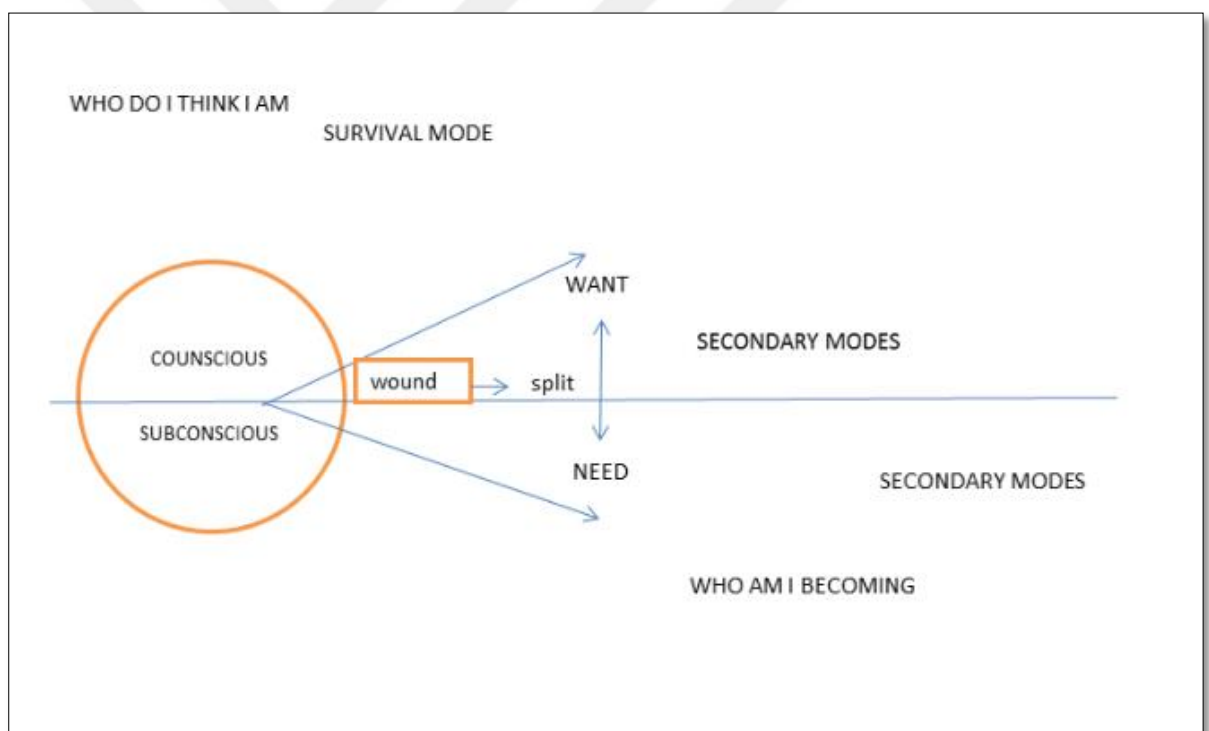 WHO DO I THINK I AM
SURVIVAL MODE
WANT
SECONDARY MODES
COUNSCIOUS
wound
split
SUBCONSCIOUS
NEED
SECONDARY MODES
WHO AM I BECOMING